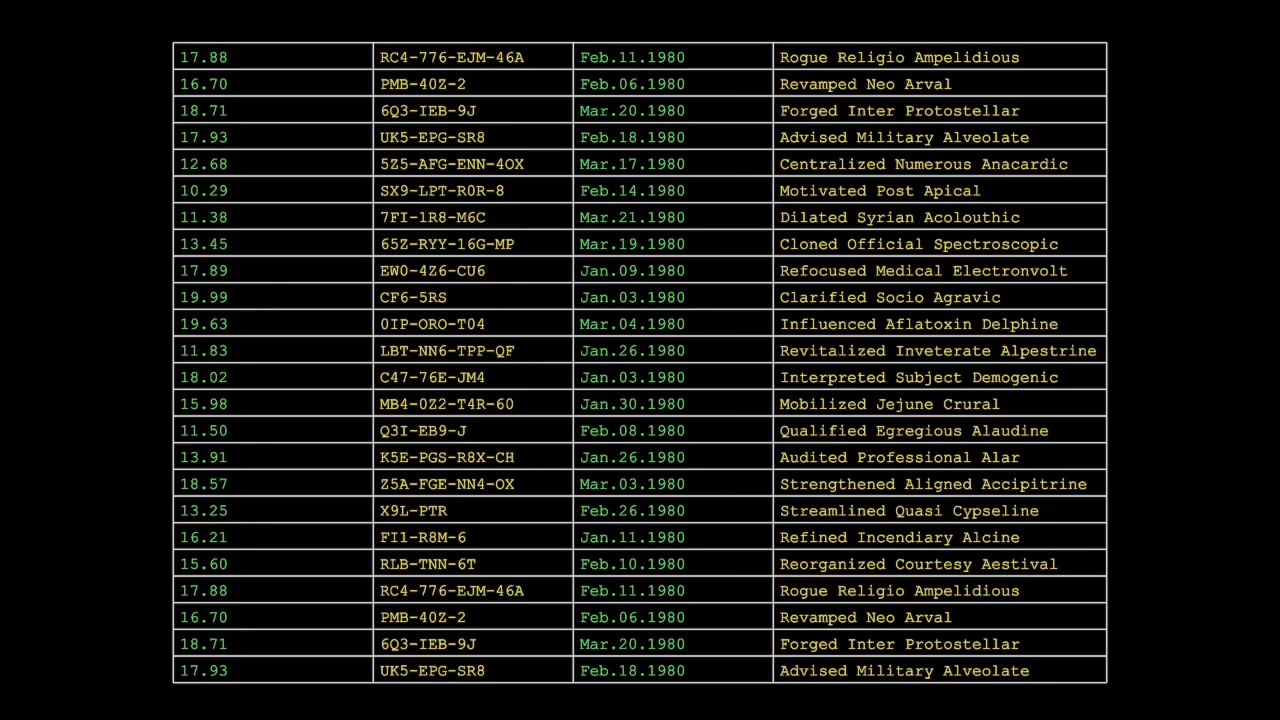 17.88 RC4-776-EJM-46A Feb.11.1980 Rogue Religio Ampelidious
16.70 PMB-40Z-2 Feb.06.1980 Revamped Neo Arval
18.71 6Q3-IEB-9J Mar.20.1980 Forged Inter Protostellar
17.93 UK5-EPG-SR8 Feb.18.1980 Advised Military Alveolate
12.68 5Z5-AFG-ENN-4OX Mar.17.1980 Centralized Numerous Anacardic
10.29 SX9-LPT-R0R-8 Feb.14.1980 Motivated Post Apical
11.38 7FI-1R8-M6C Mar.21.1980 Dilated Syrian Acolouthic
13.45 65Z-RYY-16G-MP Mar.19.1980 Cloned Official Spectroscopic
17.89 EW0-4Z6-CU6 Jan.09.1980 Refocused Medical Electronvolt
19.99 CF6-5RS Jan.03.1980 Clarified Socio Agravic
19.63 0IP-ORO-T04 Mar.04.1980 Influenced Aflatoxin Delphine
11.83 LBT-NN6-TPP-QF Jan.26.1980 Revitalized Inveterate Alpestrine
18.02 C47-76E-JM4 Jan.03.1980 Interpreted Subject Demogenic
15.98 MB4-0Z2-T4R-60 Jan.30.1980 Mobilized Jejune Crural
11.50 Q3I-EB9-J Feb.08.1980 Qualified Egregious Alaudine
13.91 K5E-PGS-R8X-CH Jan.26.1980 Audited Professional Alar
18.57 Z5A-FGE-NN4-OX Mar.03.1980 Strengthened Aligned Accipitrine
13.25 X9L-PTR Feb.26.1980 Streamlined Quasi Cypseline
16.21 FI1-R8M-6 Jan.11.1980 Refined Incendiary Alcine
15.60 RLB-TNN-6T Feb.10.1980 Reorganized Courtesy Aestival
17.88 RC4-776-EJM-46A Feb.11.1980 Rogue Religio Ampelidious
16.70 PMB-40Z-2 Feb.06.1980 Revamped Neo Arval
18.71 6Q3-IEB-9J Mar.20.1980 Forged Inter Protostellar
17.93 UK5-EPG-SR8 Feb.18.1980 Advised Military Alveolate